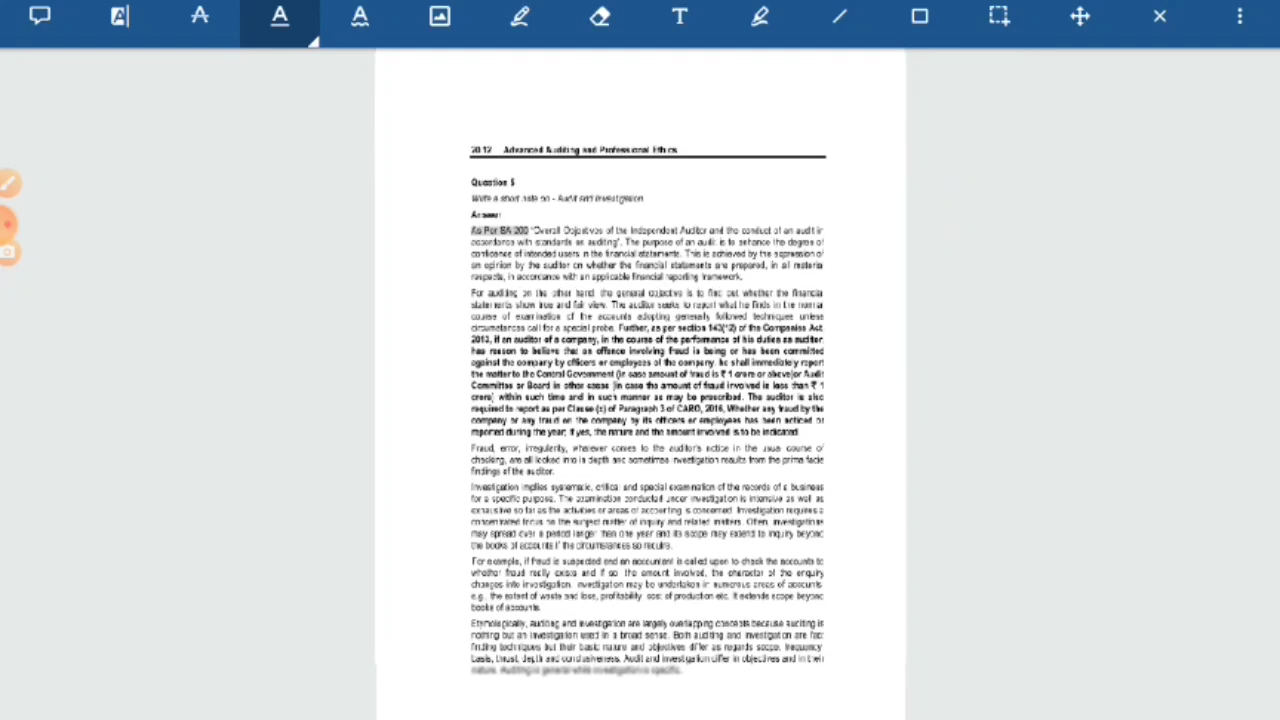 20.12 Advanced Auditing and Professional Ethics
Question 5
Write a short note on - Audit and Investigation.
Answer
As Per SA 200 "Overall Objectives of the Independent Auditor and the conduct of an audit in
accordance with standards on auditing". The purpose of an audit is to enhance the degree of
confidence of intended users in the financial statements. This is achieved by the expression of
an opinion by the auditor on whether the financial statements are prepared, in all material
respects, in accordance with an applicable financial reporting framework.
For auditing on the other hand, the general objective is to find out whether the financial
statements show true and fair view. The auditor seeks to report what he finds in the normal
course of examination of the accounts adopting generally followed techniques unless
circumstances call for a special probe. Further, as per section 143(12) of the Companies Act,
2013, if an auditor of a company, in the course of the performance of his duties as auditor,
has reason to believe that an offence involving fraud is being or has been committed
against the company by officers or employees of the company, he shall immediately report
the matter to the Central Government (in case amount of fraud is ₹ 1 crore or above)or Audit
Committee or Board in other cases (in case the amount of fraud involved is less than ₹ 1
crore) within such time and in such manner as may be prescribed. The auditor is also
required to report as per Clause (x) of Paragraph 3 of CARO, 2016, Whether any fraud by the
company or any fraud on the company by its officers or employees has been noticed or
reported during the year; if yes, the nature and the amount involved is to be indicated.
Fraud, error, irregularity, whatever comes to the auditor's notice in the usual course of
checking, are all looked into in depth and sometimes investigation results from the prima facie
findings of the auditor.
Investigation implies systematic, critical and special examination of the records of a business
for a specific purpose. The examination conducted under investigation is intensive as well as
exhaustive so far as the activities or areas of accounting is concerned. Investigation requires a
concentrated focus on the subject matter of inquiry and related matters. Often, investigations
may spread over a period longer than one year and its scope may extend to inquiry beyond
the books of accounts if the circumstances so require.
For example, if fraud is suspected and an accountant is called upon to check the accounts to
whether fraud really exists and if so, the amount involved, the character of the enquiry
changes into investigation. Investigation may be undertaken in numerous areas of accounts,
e.g., the extent of waste and loss, profitability, cost of production etc. It extends scope beyond
books of accounts.
Etymologically, auditing and investigation are largely overlapping concepts because auditing is
nothing but an investigation used in a broad sense. Both auditing and investigation are fact
finding techniques but their basic nature and objectives differ as regards scope, frequency,
basis, thrust, depth and conclusiveness. Audit and investigation differ in objectives and in their
nature. Auditing is general while investigation is specific.